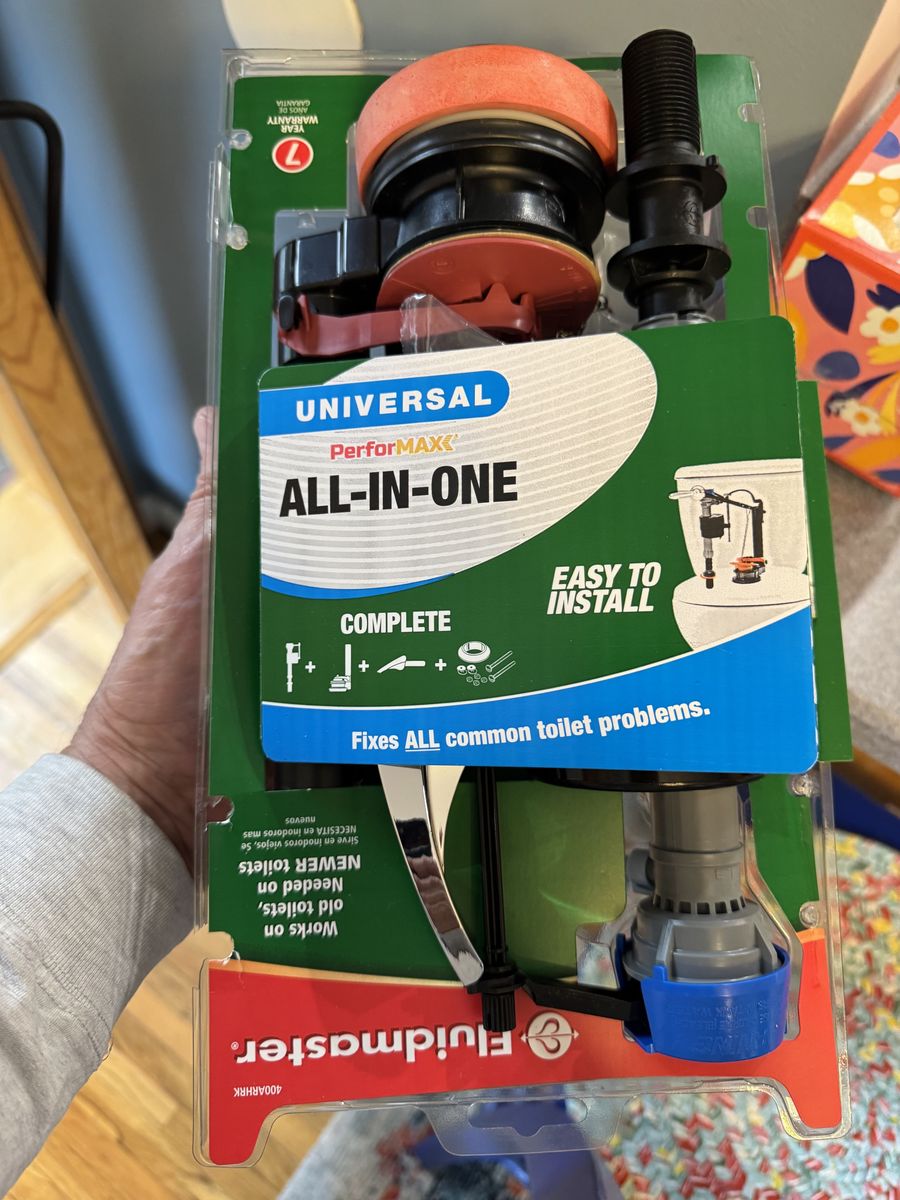 7
YEAR
WARRANTY
AÑOS DE
GARANTIA
UNIVERSAL
PerforMAX
ALL-IN-ONE
EASY TO
INSTALL
COMPLETE
+ + +
Fixes ALL common toilet problems.
Works on
old toilets,
Needed on
NEWER toilets
Sirve en inodoros viejos, Se
NECESITA en inodoros mas
nuevos
Fluidmaster®
400ARHRK